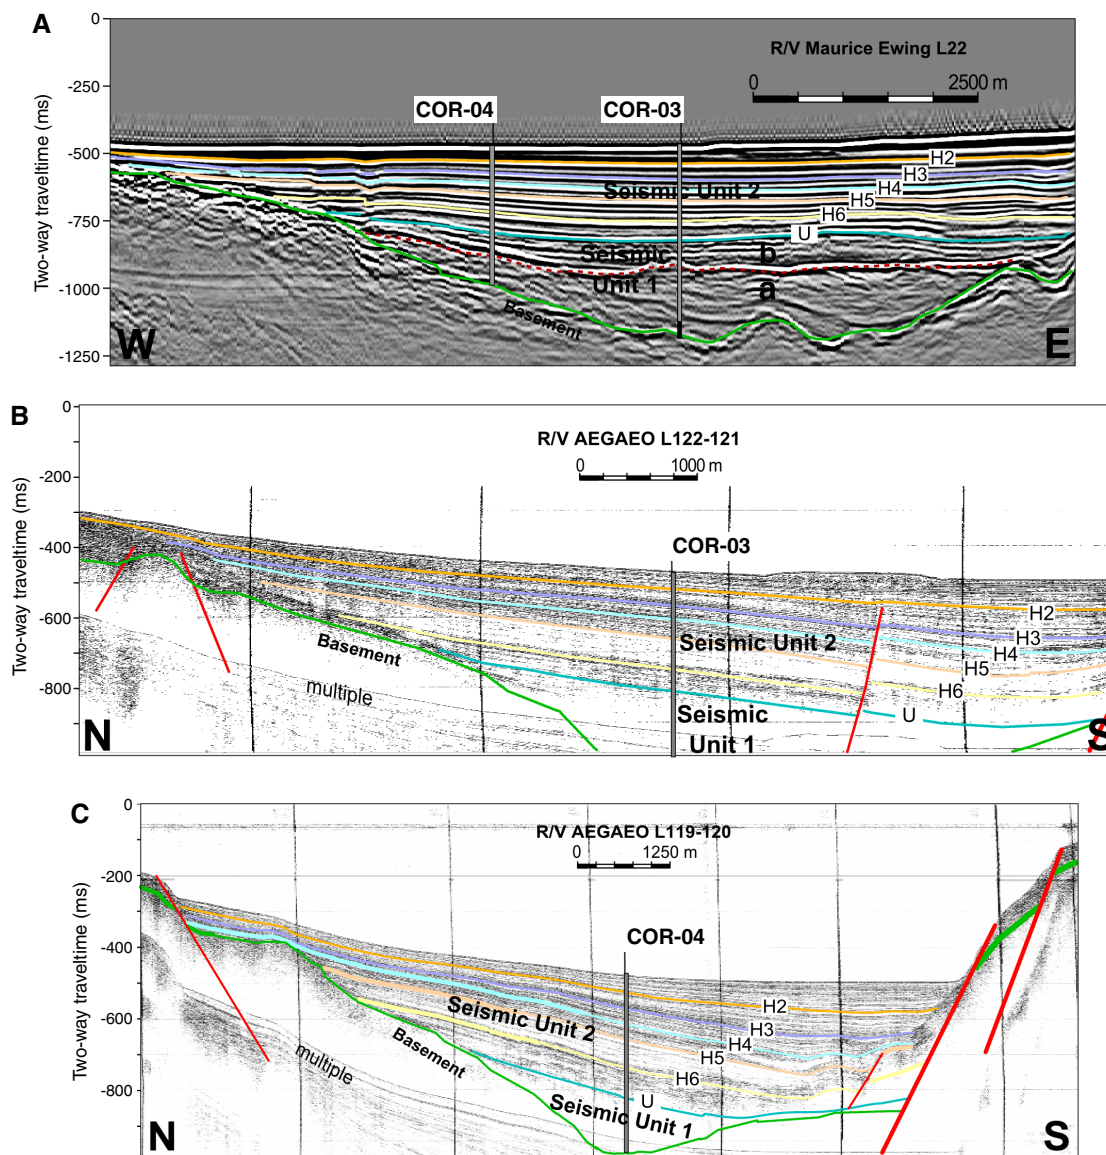 A
R/V Maurice Ewing L22
0 2500 m
COR-04 COR-03
0
-250
-500
-750
-1000
-1250
Two-way traveltime (ms)
H2
H3
H4
H5
H6
U
Seismic Unit 2
Seismic
Unit 1
b
a
Basement
W E
B
R/V AEGAEO L122-121
0 1000 m
COR-03
0
-200
-400
-600
-800
Two-way traveltime (ms)
H2
H3
H4
H5
H6
U
Seismic Unit 2
Seismic
Unit 1
Basement
multiple
N S
C
R/V AEGAEO L119-120
0 1250 m
COR-04
0
-200
-400
-600
-800
Two-way traveltime (ms)
H2
H3
H4
H5
H6
U
Seismic Unit 2
Seismic Unit 1
Basement
multiple
N S